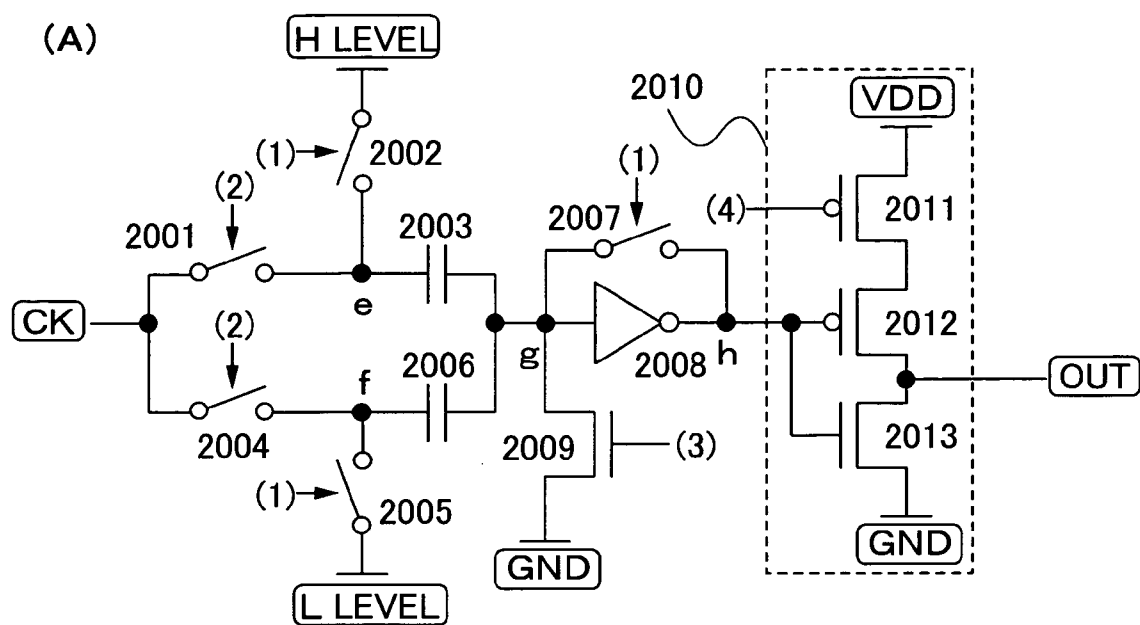 (A)
H LEVEL
2010
VDD
(1)
2002
(1)
(2)
2007
(4)
2011
2001
2003
e
CK
(2)
g
2008
h
2012
f
2006
OUT
2004
2009
(3)
2013
(1)
2005
GND
GND
L LEVEL